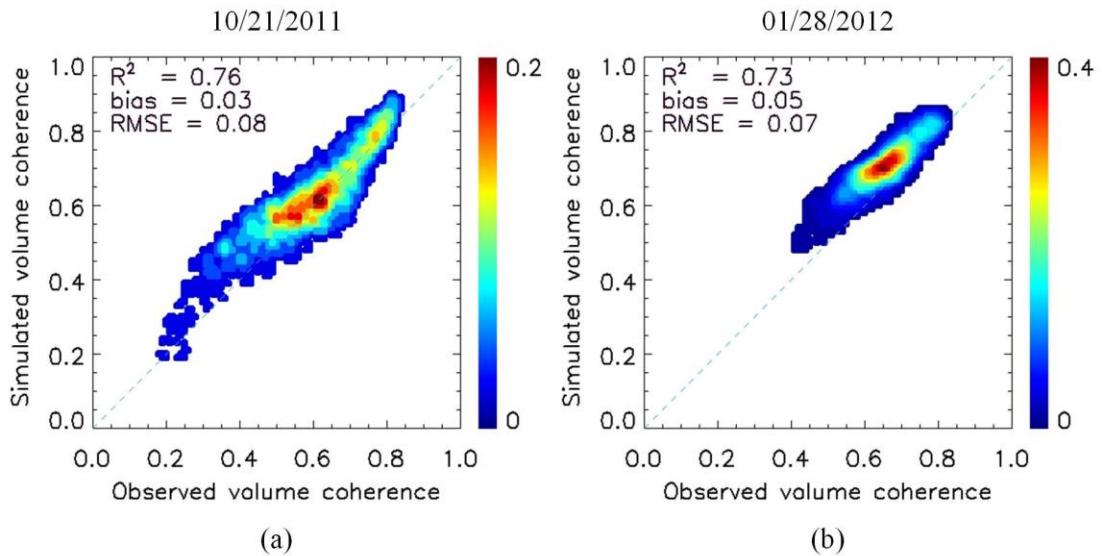 10/21/2011
R² = 0.76
bias = 0.03
RMSE = 0.08
1.0
0.8
0.6
0.4
0.2
0.0
Simulated volume coherence
0.0 0.2 0.4 0.6 0.8 1.0
Observed volume coherence
0.2
0
(a)
01/28/2012
R² = 0.73
bias = 0.05
RMSE = 0.07
1.0
0.8
0.6
0.4
0.2
0.0
Simulated volume coherence
0.0 0.2 0.4 0.6 0.8 1.0
Observed volume coherence
0.4
0
(b)